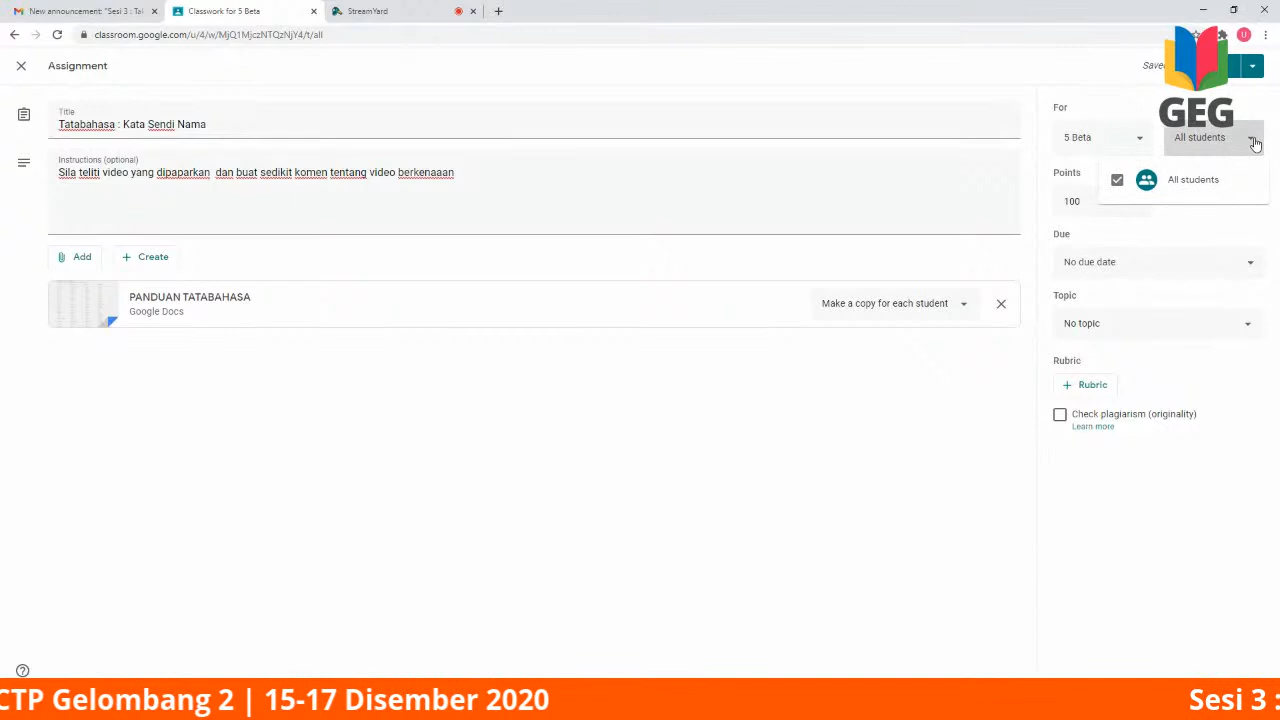 New announcement: "Sesi 3 : Tal
Classwork for 5 Beta
StreamYard
classroom.google.com/u/4/w/MjQ1MjczNTQzNjY4/t/all
U
Assignment
Saved
GEG
Title
Tatabahasa : Kata Sendi Nama
Instructions (optional)
Sila teliti video yang dipaparkan  dan buat sedikit komen tentang video berkenaaan
Add
Create
PANDUAN TATABAHASA
Google Docs
Make a copy for each student
For
5 Beta
All students
All students
Points
100
Due
No due date
Topic
No topic
Rubric
Rubric
Check plagiarism (originality)
Learn more
CTP Gelombang 2 | 15-17 Disember 2020
Sesi 3 :